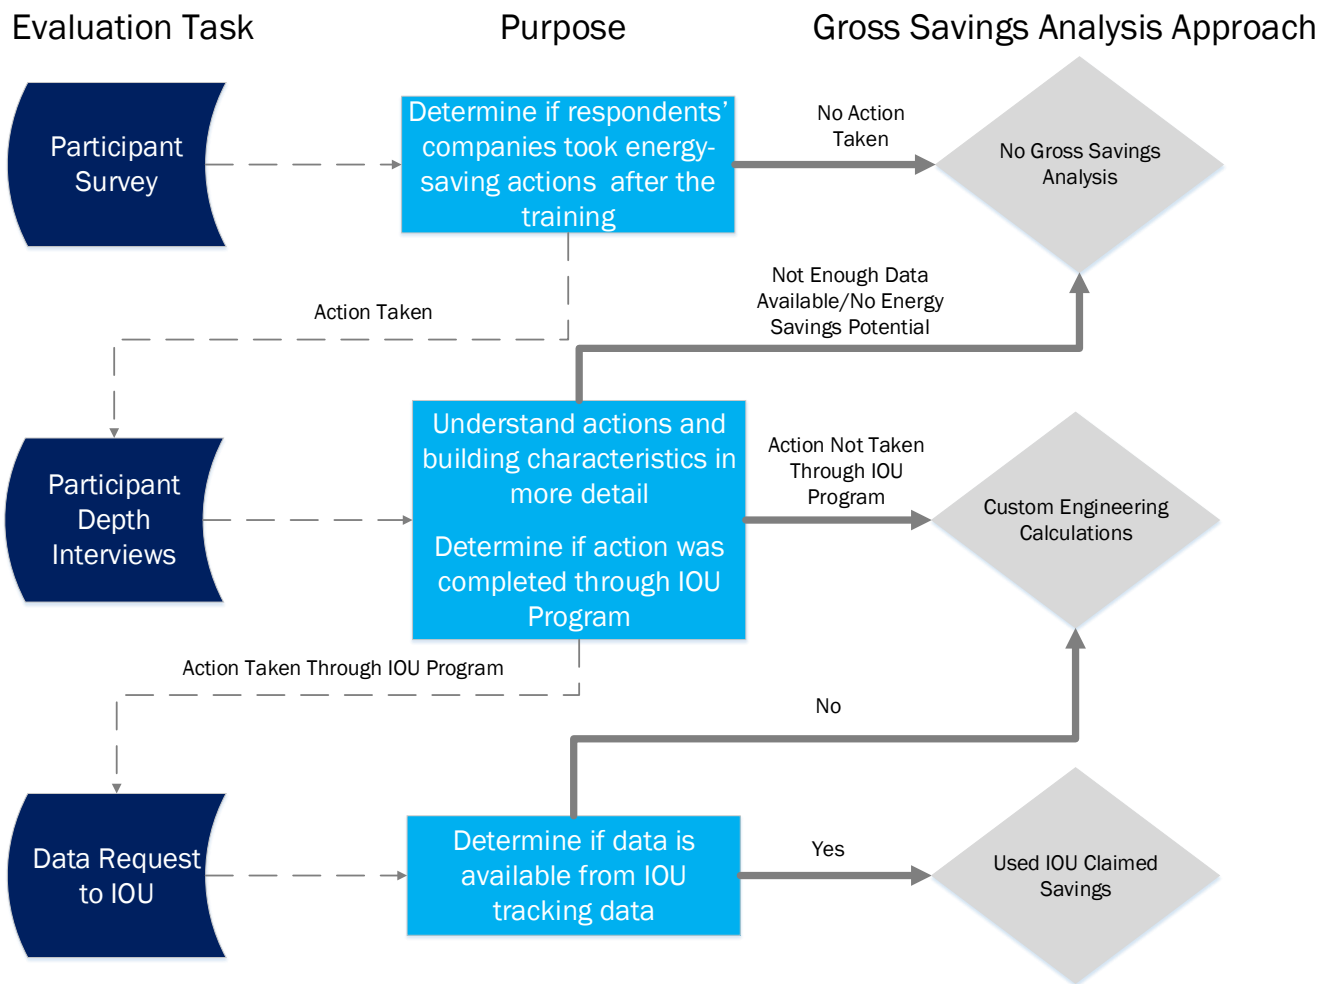 Evaluation Task
Purpose
Gross Savings Analysis Approach
Participant
Survey
Determine if respondents’
companies took energy-
saving actions  after the
training
No Action
Taken
No Gross Savings
Analysis
Action Taken
Not Enough Data
Available/No Energy
Savings Potential
Participant
Depth
Interviews
Understand actions and
building characteristics in
more detail
Determine if action was
completed through IOU
Program
Action Not Taken
Through IOU
Program
Custom Engineering
Calculations
Action Taken Through IOU Program
No
Data Request
to IOU
Determine if data is
available from IOU
tracking data
Yes
Used IOU Claimed
Savings